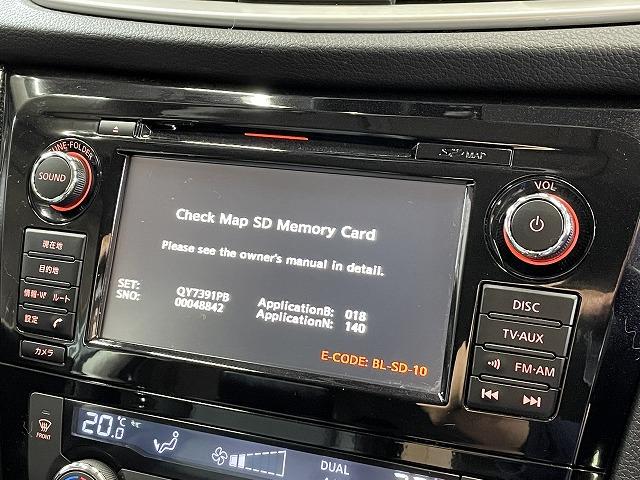 TUNE·FOLDER
SOUND
現在地
目的地
情報·VF ルート
設定
カメラ
MAP
VOL
DISC
TV·AUX
FM·AM
Check Map SD Memory Card
Please see the owner's manual in detail.
SET: QY7391PB ApplicationB: 018
SNO: 00048842 ApplicationN: 140
E-CODE: BL-SD-10
FRONT
20.0 °C
DUAL